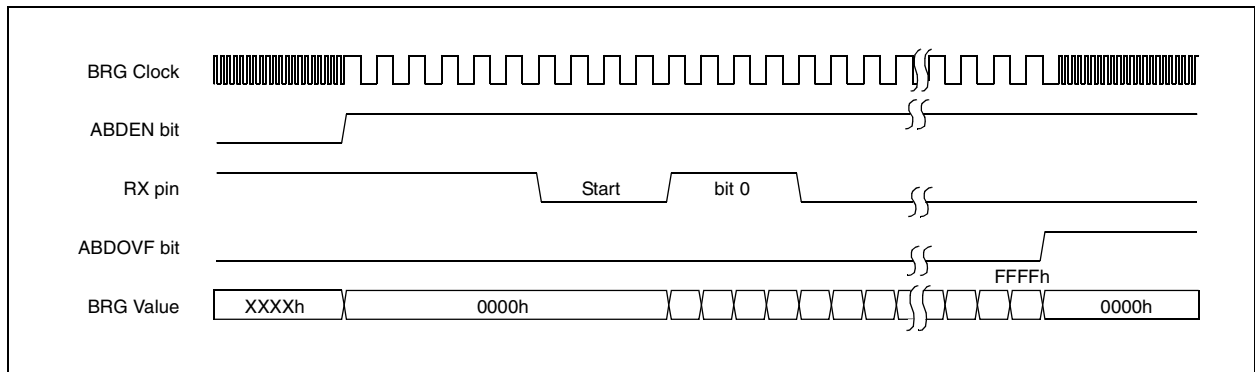 BRG Clock
ABDEN bit
RX pin
Start
bit 0
ABDOVF bit
FFFFh
BRG Value
XXXXh
0000h
0000h